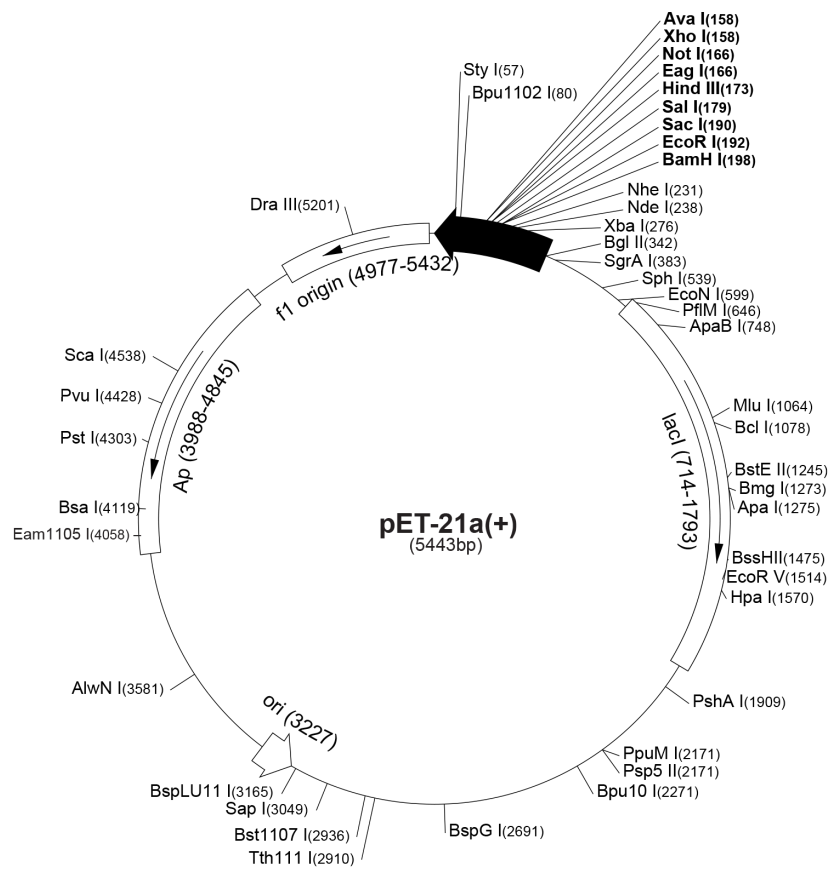 Ava I(158)
Xho I(158)
Not I(166)
Eag I(166)
Hind III(173)
Sal I(179)
Sac I(190)
EcoR I(192)
BamH I(198)
Sty I(57)
Bpu1102 I(80)
Nhe I(231)
Nde I(238)
Xba I(276)
Bgl II(342)
SgrA I(383)
Sph I(539)
EcoN I(599)
PflM I(646)
ApaB I(748)
Dra III(5201)
f1 origin (4977-5432)
Sca I(4538)
Pvu I(4428)
Pst I(4303)
Bsa I(4119)
Eam1105 I(4058)
Ap (3988-4845)
Mlu I(1064)
Bcl I(1078)
BstE II(1245)
Bmg I(1273)
Apa I(1275)
lacI (714-1793)
pET-21a(+)
(5443bp)
BssHII(1475)
EcoR V(1514)
Hpa I(1570)
AlwN I(3581)
PshA I(1909)
ori (3227)
PpuM I(2171)
Psp5 II(2171)
Bpu10 I(2271)
BspLU11 I(3165)
Sap I(3049)
Bst1107 I(2936)
Tth111 I(2910)
BspG I(2691)